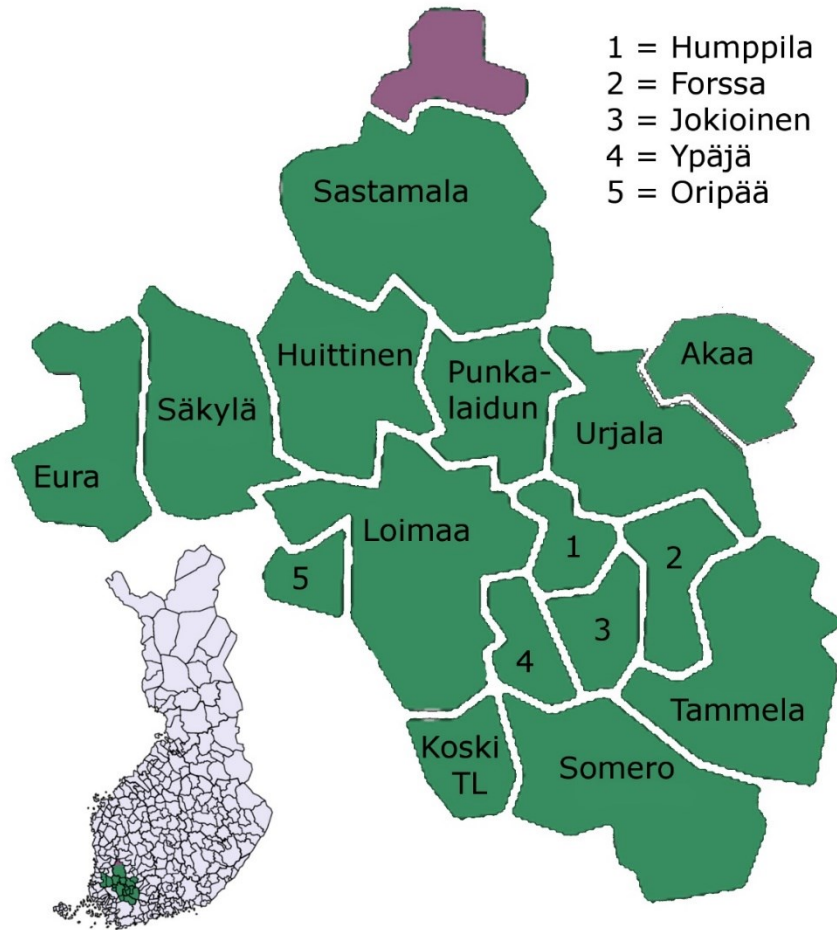 1 = Humppila
2 = Forssa
3 = Jokioinen
4 = Ypäjä
5 = Oripää
Sastamala
Huittinen
Punka-
laidun
Akaa
Säkylä
Urjala
Eura
Loimaa
1
2
5
3
4
Tammela
Koski
TL
Somero